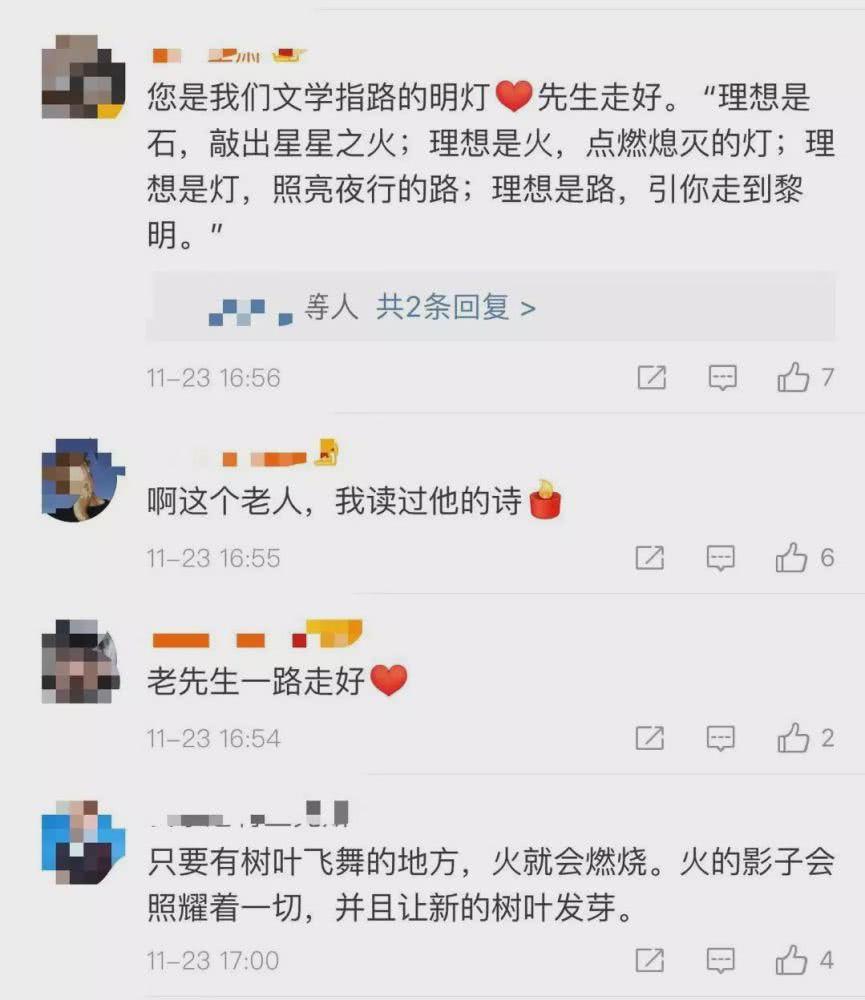 您是我们文学指路的明灯❤️先生走好。“理想是
石，敲出星星之火；理想是火，点燃熄灭的灯；理
想是灯，照亮夜行的路；理想是路，引你走到黎
明。”
等人 共2条回复 >
11-23 16:56 7
啊这个老人，我读过他的诗🕯️
11-23 16:55 6
老先生一路走好❤️
11-23 16:54 2
只要有树叶飞舞的地方，火就会燃烧。火的影子会
照耀着一切，并且让新的树叶发芽。
11-23 17:00 4